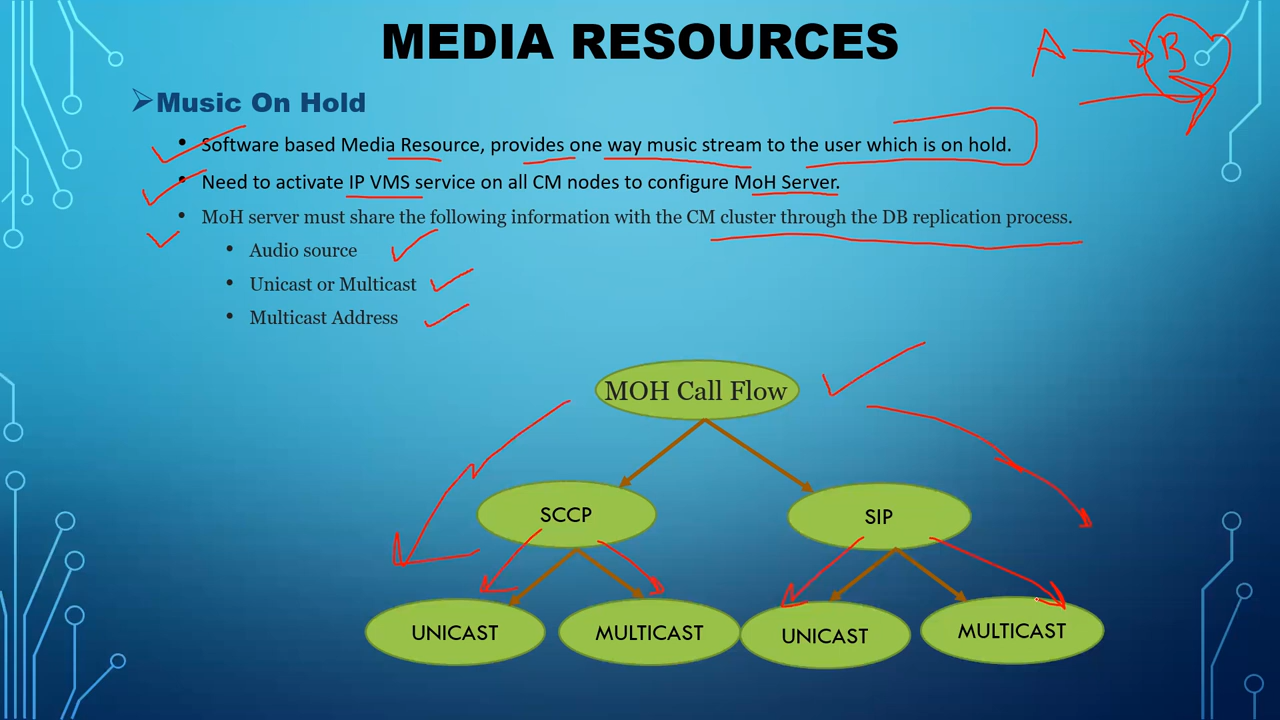 MEDIA RESOURCES
A B
Music On Hold
Software based Media Resource, provides one way music stream to the user which is on hold.
Need to activate IP VMS service on all CM nodes to configure MoH Server.
MoH server must share the following information with the CM cluster through the DB replication process.
Audio source
Unicast or Multicast
Multicast Address
MOH Call Flow
SCCP
SIP
UNICAST
MULTICAST
UNICAST
MULTICAST